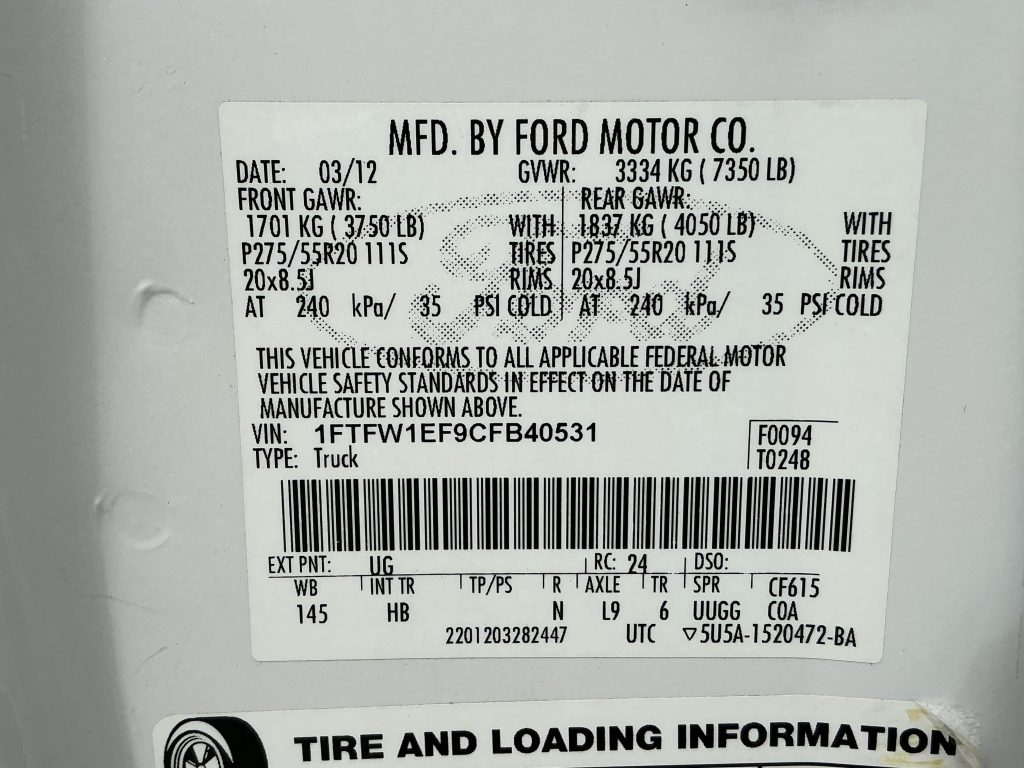 MFD. BY FORD MOTOR CO.
DATE: 03/12 GVWR: 3334 KG ( 7350 LB)
FRONT GAWR: REAR GAWR:
1701 KG ( 3750 LB) WITH 1837 KG ( 4050 LB) WITH
P275/55R20 111S TIRES P275/55R20 111S TIRES
20x8.5J RIMS 20x8.5J RIMS
AT 240 kPa/ 35 PSI COLD AT 240 kPa/ 35 PSI COLD
THIS VEHICLE CONFORMS TO ALL APPLICABLE FEDERAL MOTOR
VEHICLE SAFETY STANDARDS IN EFFECT ON THE DATE OF
MANUFACTURE SHOWN ABOVE.
VIN: 1FTFW1EF9CFB40531 F0094
TYPE: Truck T0248
EXT PNT: UG RC: 24 DSO:
WB INT TR TP/PS R AXLE TR SPR CF615
145 HB N L9 6 UUGG COA
2201203282447 UTC ▽5U5A-1520472-BA
TIRE AND LOADING INFORMATION